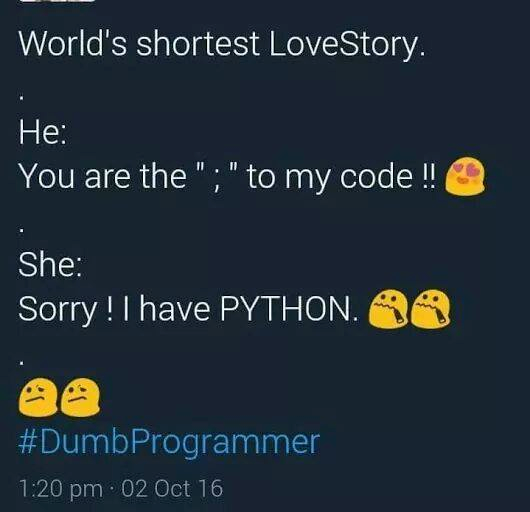 World's shortest LoveStory.
.
He:
You are the " ; " to my code !! 😍
.
She:
Sorry ! I have PYTHON. 🤐🤐
.
😕😕
#DumbProgrammer
1:20 pm · 02 Oct 16